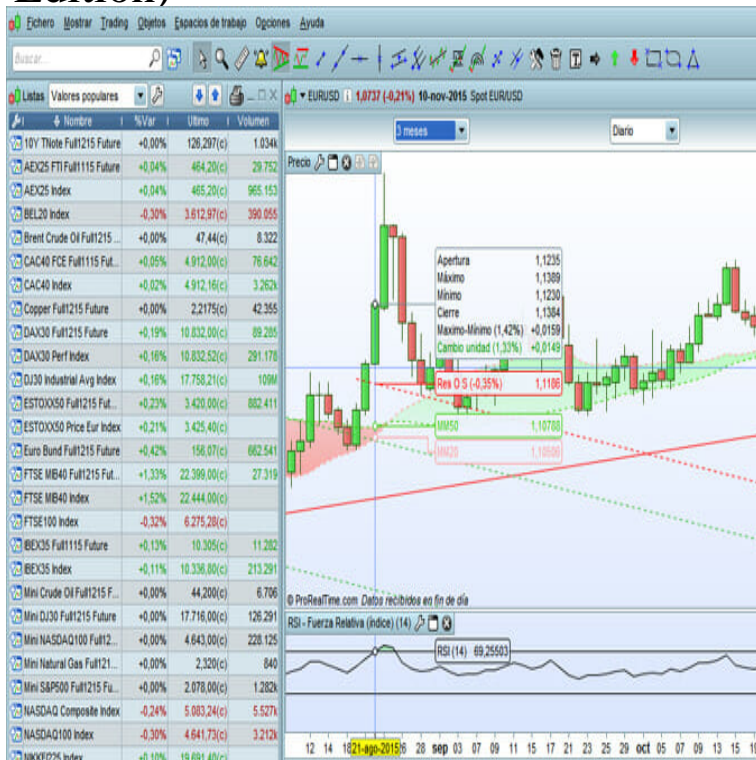 Edition)
Fichero Mostrar Trading Objetos Espacios de trabajo Opciones Ayuda
Buscar...
Listas Valores populares
Nombre %Var Ultimo Volumen
10Y TNote Full1215 Future +0,00% 126,297(c) 1.034k
AEX25 FTI Full1115 Future +0,04% 464,20(c) 29.752
AEX25 Index +0,04% 465,20(c) 965.153
BEL20 Index -0,30% 3.612,97(c) 390.055
Brent Crude Oil Full1215 ... +0,00% 47,44(c) 8.322
CAC40 FCE Full1115 Fut... +0,05% 4.912,00(c) 76.642
CAC40 Index +0,02% 4.912,16(c) 3.262k
Copper Full1215 Future +0,00% 2,2175(c) 42.355
DAX30 Full1215 Future +0,19% 10.832,00(c) 89.285
DAX30 Perf Index +0,16% 10.832,52(c) 291.178
DJ30 Industrial Avg Index +0,16% 17.758,21(c) 109M
ESTOXX50 Full1215 Fut... +0,23% 3.420,00(c) 882.411
ESTOXX50 Price Eur Index +0,21% 3.425,40(c)
Euro Bund Full1215 Future +0,42% 156,07(c) 662.541
FTSE MIB40 Full1215 Fut... +1,33% 22.399,00(c) 27.319
FTSE MIB40 Index +1,52% 22.444,00(c)
FTSE100 Index -0,32% 6.275,28(c)
IBEX35 Full1115 Future +0,13% 10.305(c) 11.282
IBEX35 Index +0,11% 10.336,80(c) 213.291
Mini Crude Oil Full1215 F... +0,00% 44,200(c) 6.706
Mini DJ30 Full1215 Future +0,00% 17.716,00(c) 126.291
Mini NASDAQ100 Full12... +0,00% 4.643,00(c) 228.125
Mini Natural Gas Full121... +0,00% 2,320(c) 840
Mini S&P500 Full1215 Fu... +0,00% 2.078,00(c) 1.282k
NASDAQ Composite Index -0,24% 5.083,24(c) 5.527k
NASDAQ100 Index -0,30% 4.641,73(c) 3.212k
NIKKEI225 Index +0,10% 19.691,40(c)
EURUSD 1,0737 (-0,21%) 10-nov-2015 Spot EUR/USD
3 meses Diario
Precio
Apertura 1,1235
Máximo 1,1389
Mínimo 1,1230
Cierre 1,1384
Maximo-Mínimo (1,42%) +0,0159
Cambio unidad (1,33%) +0,0149
Res O S (-0,35%) 1,1186
MM50 1,10788
MM20 1,10500
© ProRealTime.com Datos recibidos en fin de día
RSI - Fuerza Relativa (índice) (14)
RSI (14) 69,25503
12 14 18 21-ago-2015 26 28 sep 03 07 09 11 15 17 21 23 25 29 oct 05 07 09 13 15 19